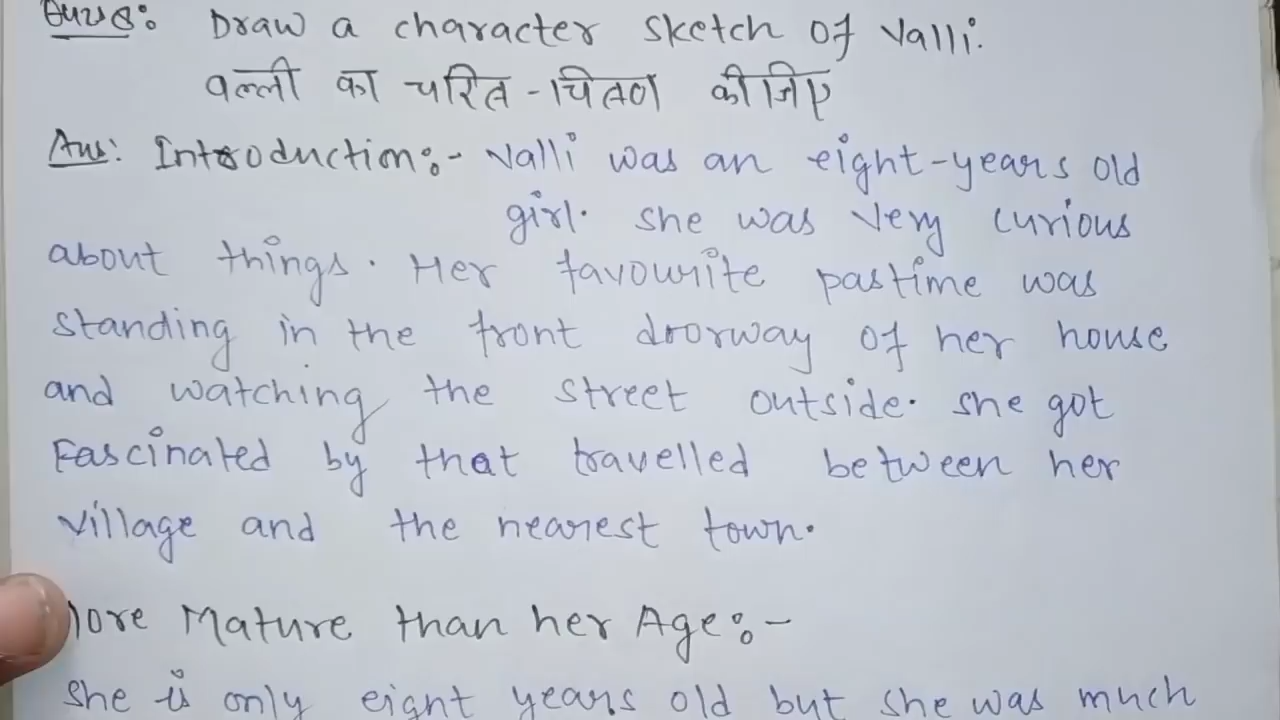 Ques: Draw a character sketch of Valli.
वल्ली का चरित-चित्रण कीजिए
Ans: Introduction:- Valli was an eight-years old
girl. she was very curious
about things. Her favourite pastime was
standing in the front doorway of her house
and watching the street outside. she got
Fascinated by that travelled between her
village and the nearest town.
More Mature than her Age:-
she is only eight years old but she was much